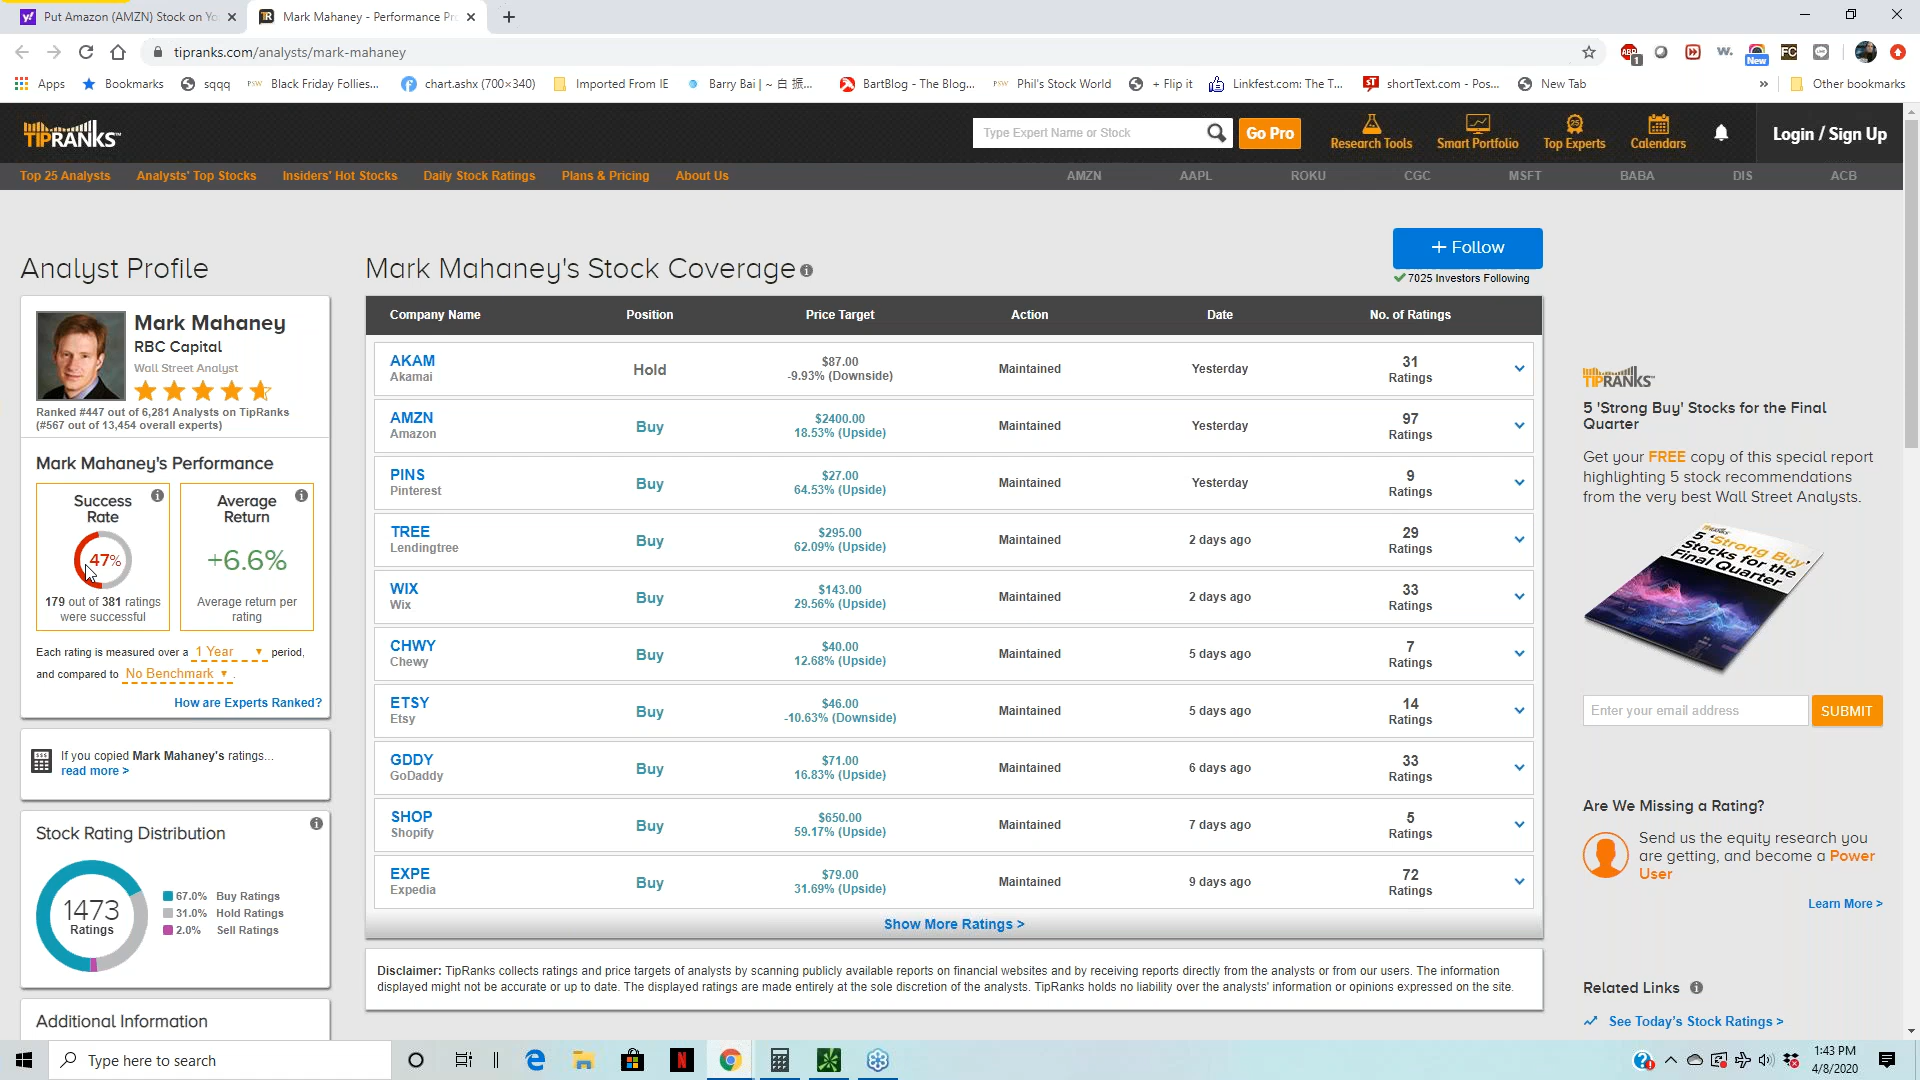 Put Amazon (AMZN) Stock on Yo
Mark Mahaney - Performance Pr
tipranks.com/analysts/mark-mahaney
Apps
Bookmarks
sqqq
Black Friday Follies...
chart.ashx (700×340)
Imported From IE
Barry Bai | ~ 白 振...
BartBlog - The Blog...
Phil's Stock World
+ Flip it
Linkfest.com: The T...
shortText.com - Pos...
New Tab
»
Other bookmarks
TIPRANKS
Type Expert Name or Stock
Go Pro
Research Tools
Smart Portfolio
25
Top Experts
Calendars
Login / Sign Up
Top 25 Analysts
Analysts' Top Stocks
Insiders' Hot Stocks
Daily Stock Ratings
Plans & Pricing
About Us
AMZN
AAPL
ROKU
CGC
MSFT
BABA
DIS
ACB
Analyst Profile
Mark Mahaney
RBC Capital
Wall Street Analyst
Ranked #447 out of 6,281 Analysts on TipRanks
(#567 out of 13,454 overall experts)
Mark Mahaney's Performance
Success
Rate
47%
179 out of 381 ratings
were successful
Average
Return
+6.6%
Average return per
rating
Each rating is measured over a 1 Year period,
and compared to No Benchmark .
How are Experts Ranked?
If you copied Mark Mahaney's ratings...
read more >
Stock Rating Distribution
1473
Ratings
67.0% Buy Ratings
31.0% Hold Ratings
2.0% Sell Ratings
Additional Information
Mark Mahaney's Stock Coverage
+ Follow
7025 Investors Following
Company Name Position Price Target Action Date No. of Ratings
AKAM
Akamai
Hold
$87.00
-9.93% (Downside)
Maintained
Yesterday
31
Ratings
AMZN
Amazon
Buy
$2400.00
18.53% (Upside)
Maintained
Yesterday
97
Ratings
PINS
Pinterest
Buy
$27.00
64.53% (Upside)
Maintained
Yesterday
9
Ratings
TREE
Lendingtree
Buy
$295.00
62.09% (Upside)
Maintained
2 days ago
29
Ratings
WIX
Wix
Buy
$143.00
29.56% (Upside)
Maintained
2 days ago
33
Ratings
CHWY
Chewy
Buy
$40.00
12.68% (Upside)
Maintained
5 days ago
7
Ratings
ETSY
Etsy
Buy
$46.00
-10.63% (Downside)
Maintained
5 days ago
14
Ratings
GDDY
GoDaddy
Buy
$71.00
16.83% (Upside)
Maintained
6 days ago
33
Ratings
SHOP
Shopify
Buy
$650.00
59.17% (Upside)
Maintained
7 days ago
5
Ratings
EXPE
Expedia
Buy
$79.00
31.69% (Upside)
Maintained
9 days ago
72
Ratings
Show More Ratings >
Disclaimer: TipRanks collects ratings and price targets of analysts by scanning publicly available reports on financial websites and by receiving reports directly from the analysts or from our users. The information
displayed might not be accurate or up to date. The displayed ratings are made entirely at the sole discretion of the analysts. TipRanks holds no liability over the analysts' information or opinions expressed on the site.
TIPRANKS
5 'Strong Buy' Stocks for the Final
Quarter
Get your FREE copy of this special report
highlighting 5 stock recommendations
from the very best Wall Street Analysts.
5 'Strong Buy'
Stocks for the
Final Quarter
Enter your email address
SUBMIT
Are We Missing a Rating?
Send us the equity research you
are getting, and become a Power
User
Learn More >
Related Links
See Today's Stock Ratings >
Type here to search
1:43 PM
4/8/2020